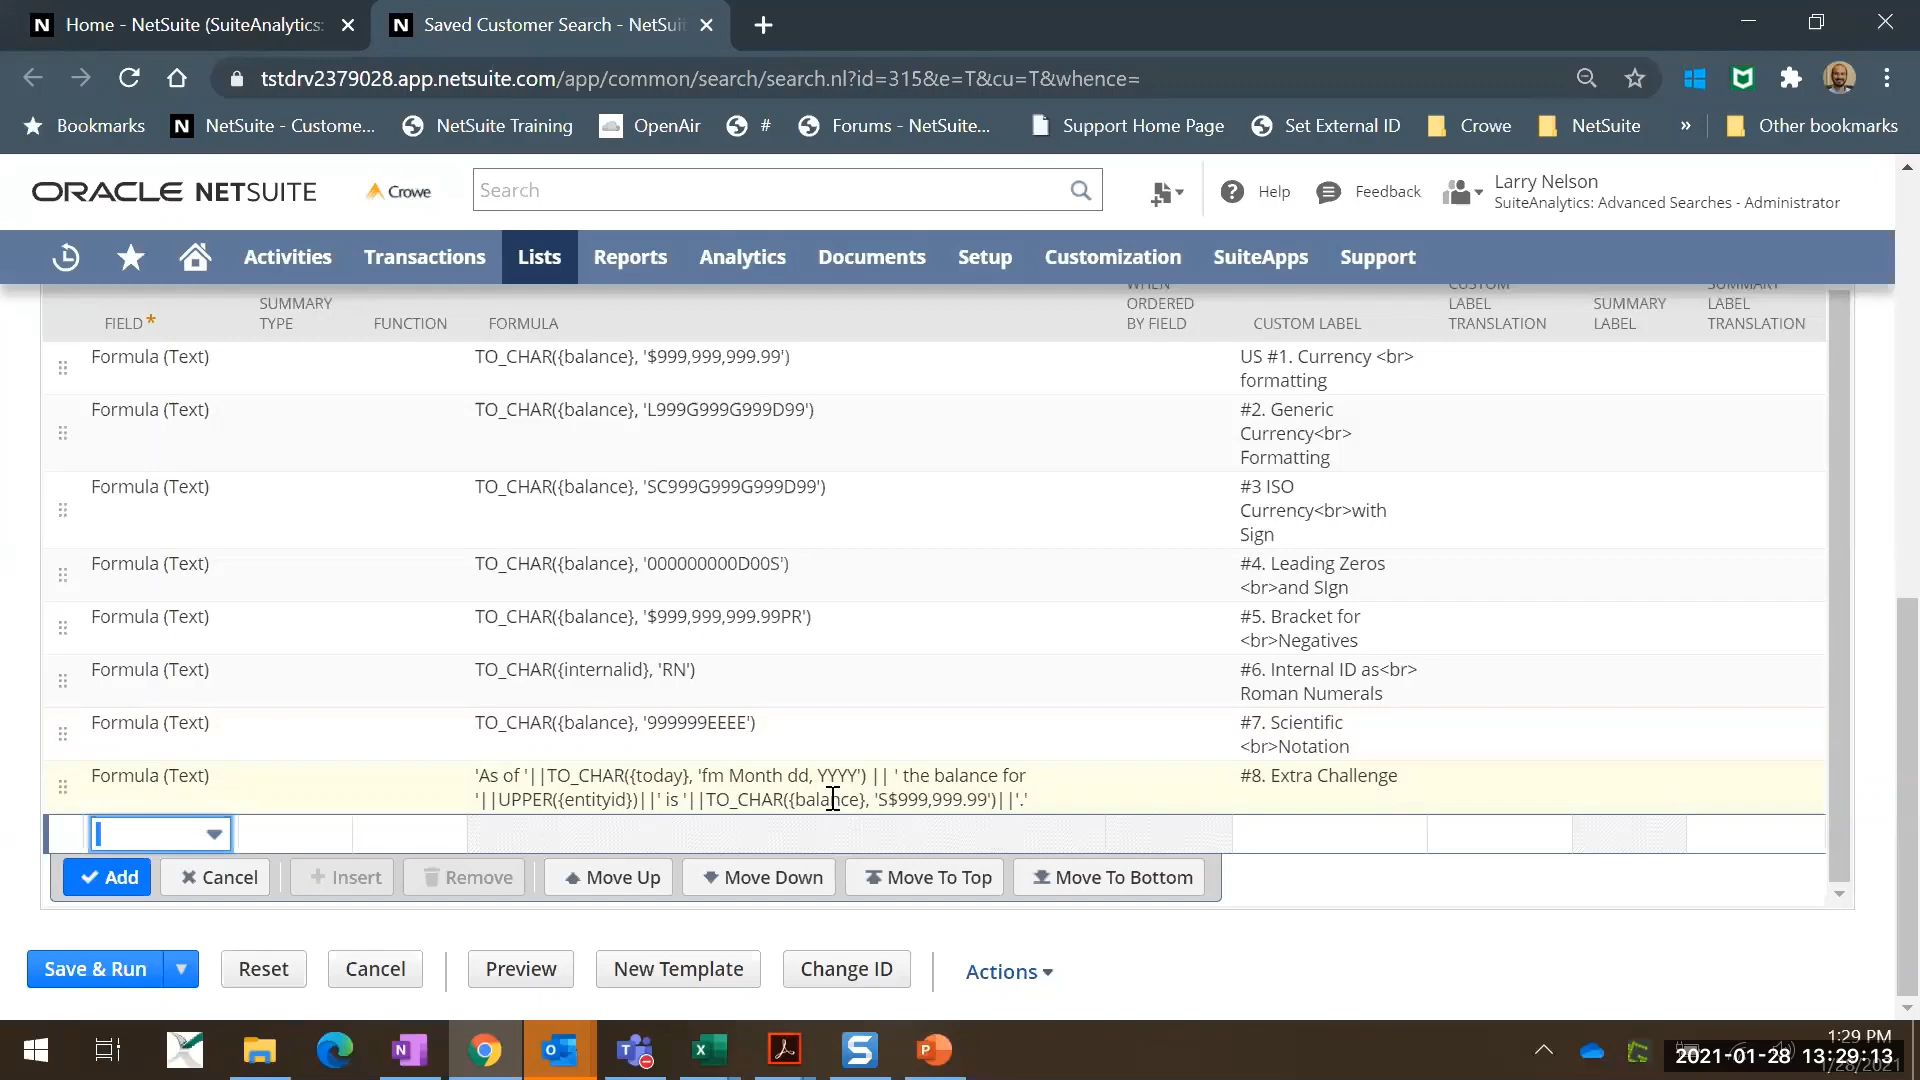 Home - NetSuite (SuiteAnalytics:
Saved Customer Search - NetSui
tstdrv2379028.app.netsuite.com/app/common/search/search.nl?id=315&e=T&cu=T&whence=
Bookmarks
NetSuite - Custome...
NetSuite Training
OpenAir
#
Forums - NetSuite...
Support Home Page
Set External ID
Crowe
NetSuite
»
Other bookmarks
ORACLE NETSUITE
Crowe
Search
Help
Feedback
Larry Nelson
SuiteAnalytics: Advanced Searches - Administrator
Activities
Transactions
Lists
Reports
Analytics
Documents
Setup
Customization
SuiteApps
Support
FIELD *
SUMMARY
TYPE
FUNCTION
FORMULA
WHEN
ORDERED
BY FIELD
CUSTOM LABEL
CUSTOM
LABEL
TRANSLATION
SUMMARY
LABEL
SUMMARY
LABEL
TRANSLATION
Formula (Text)
TO_CHAR({balance}, '$999,999,999.99')
US #1. Currency <br>
formatting
Formula (Text)
TO_CHAR({balance}, 'L999G999G999D99')
#2. Generic
Currency<br>
Formatting
Formula (Text)
TO_CHAR({balance}, 'SC999G999G999D99')
#3 ISO
Currency<br>with
Sign
Formula (Text)
TO_CHAR({balance}, '000000000D00S')
#4. Leading Zeros
<br>and SIgn
Formula (Text)
TO_CHAR({balance}, '$999,999,999.99PR')
#5. Bracket for
<br>Negatives
Formula (Text)
TO_CHAR({internalid}, 'RN')
#6. Internal ID as<br>
Roman Numerals
Formula (Text)
TO_CHAR({balance}, '999999EEEE')
#7. Scientific
<br>Notation
Formula (Text)
'As of '||TO_CHAR({today}, 'fm Month dd, YYYY') || ' the balance for
'||UPPER({entityid})||' is '||TO_CHAR({balance}, 'S$999,999.99')||'.'
#8. Extra Challenge
Add
Cancel
Insert
Remove
Move Up
Move Down
Move To Top
Move To Bottom
Save & Run
Reset
Cancel
Preview
New Template
Change ID
Actions
1:29 PM
2021-01-28 13:29:13